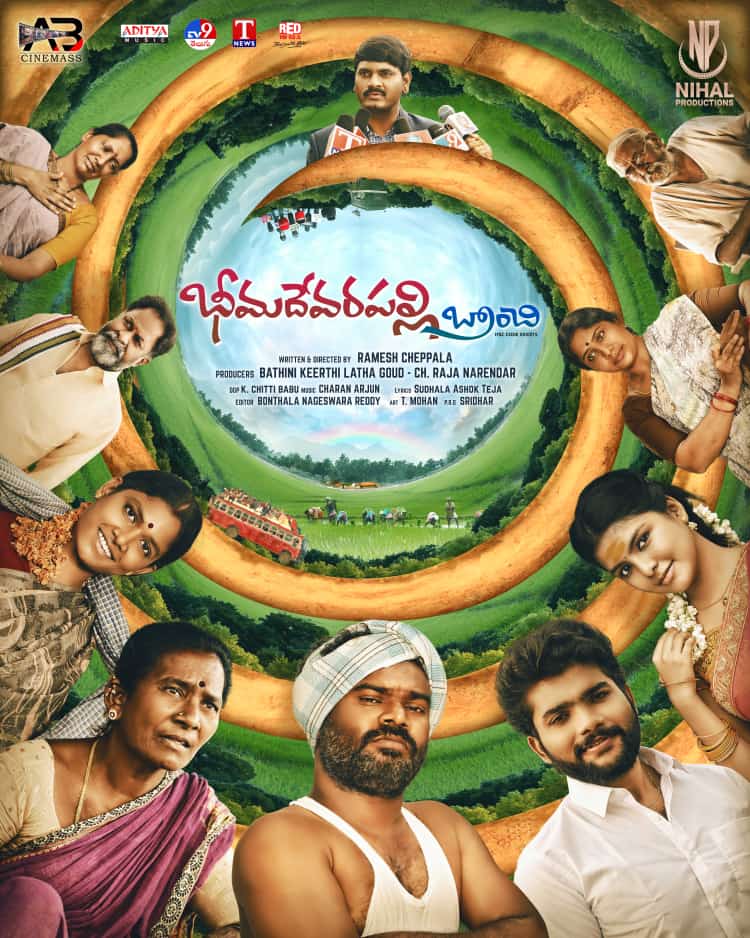 AB
CINEMASS
ADITYA
MUSIC
TV9
తెలుగు
T
NEWS
RED
NIHAL
PRODUCTIONS
T
భీమదేవరపల్లి బ్రాంచి
WRITTEN & DIRECTED BY RAMESH CHEPPALA
PRODUCERS BATHINI KEERTHI LATHA GOUD - CH. RAJA NARENDAR
DOP K. CHITTI BABU MUSIC CHARAN ARJUN LYRICS SUDHALA ASHOK TEJA
EDITOR BONTHALA NAGESWARA REDDY ART T. MOHAN P.R.O SRIDHAR